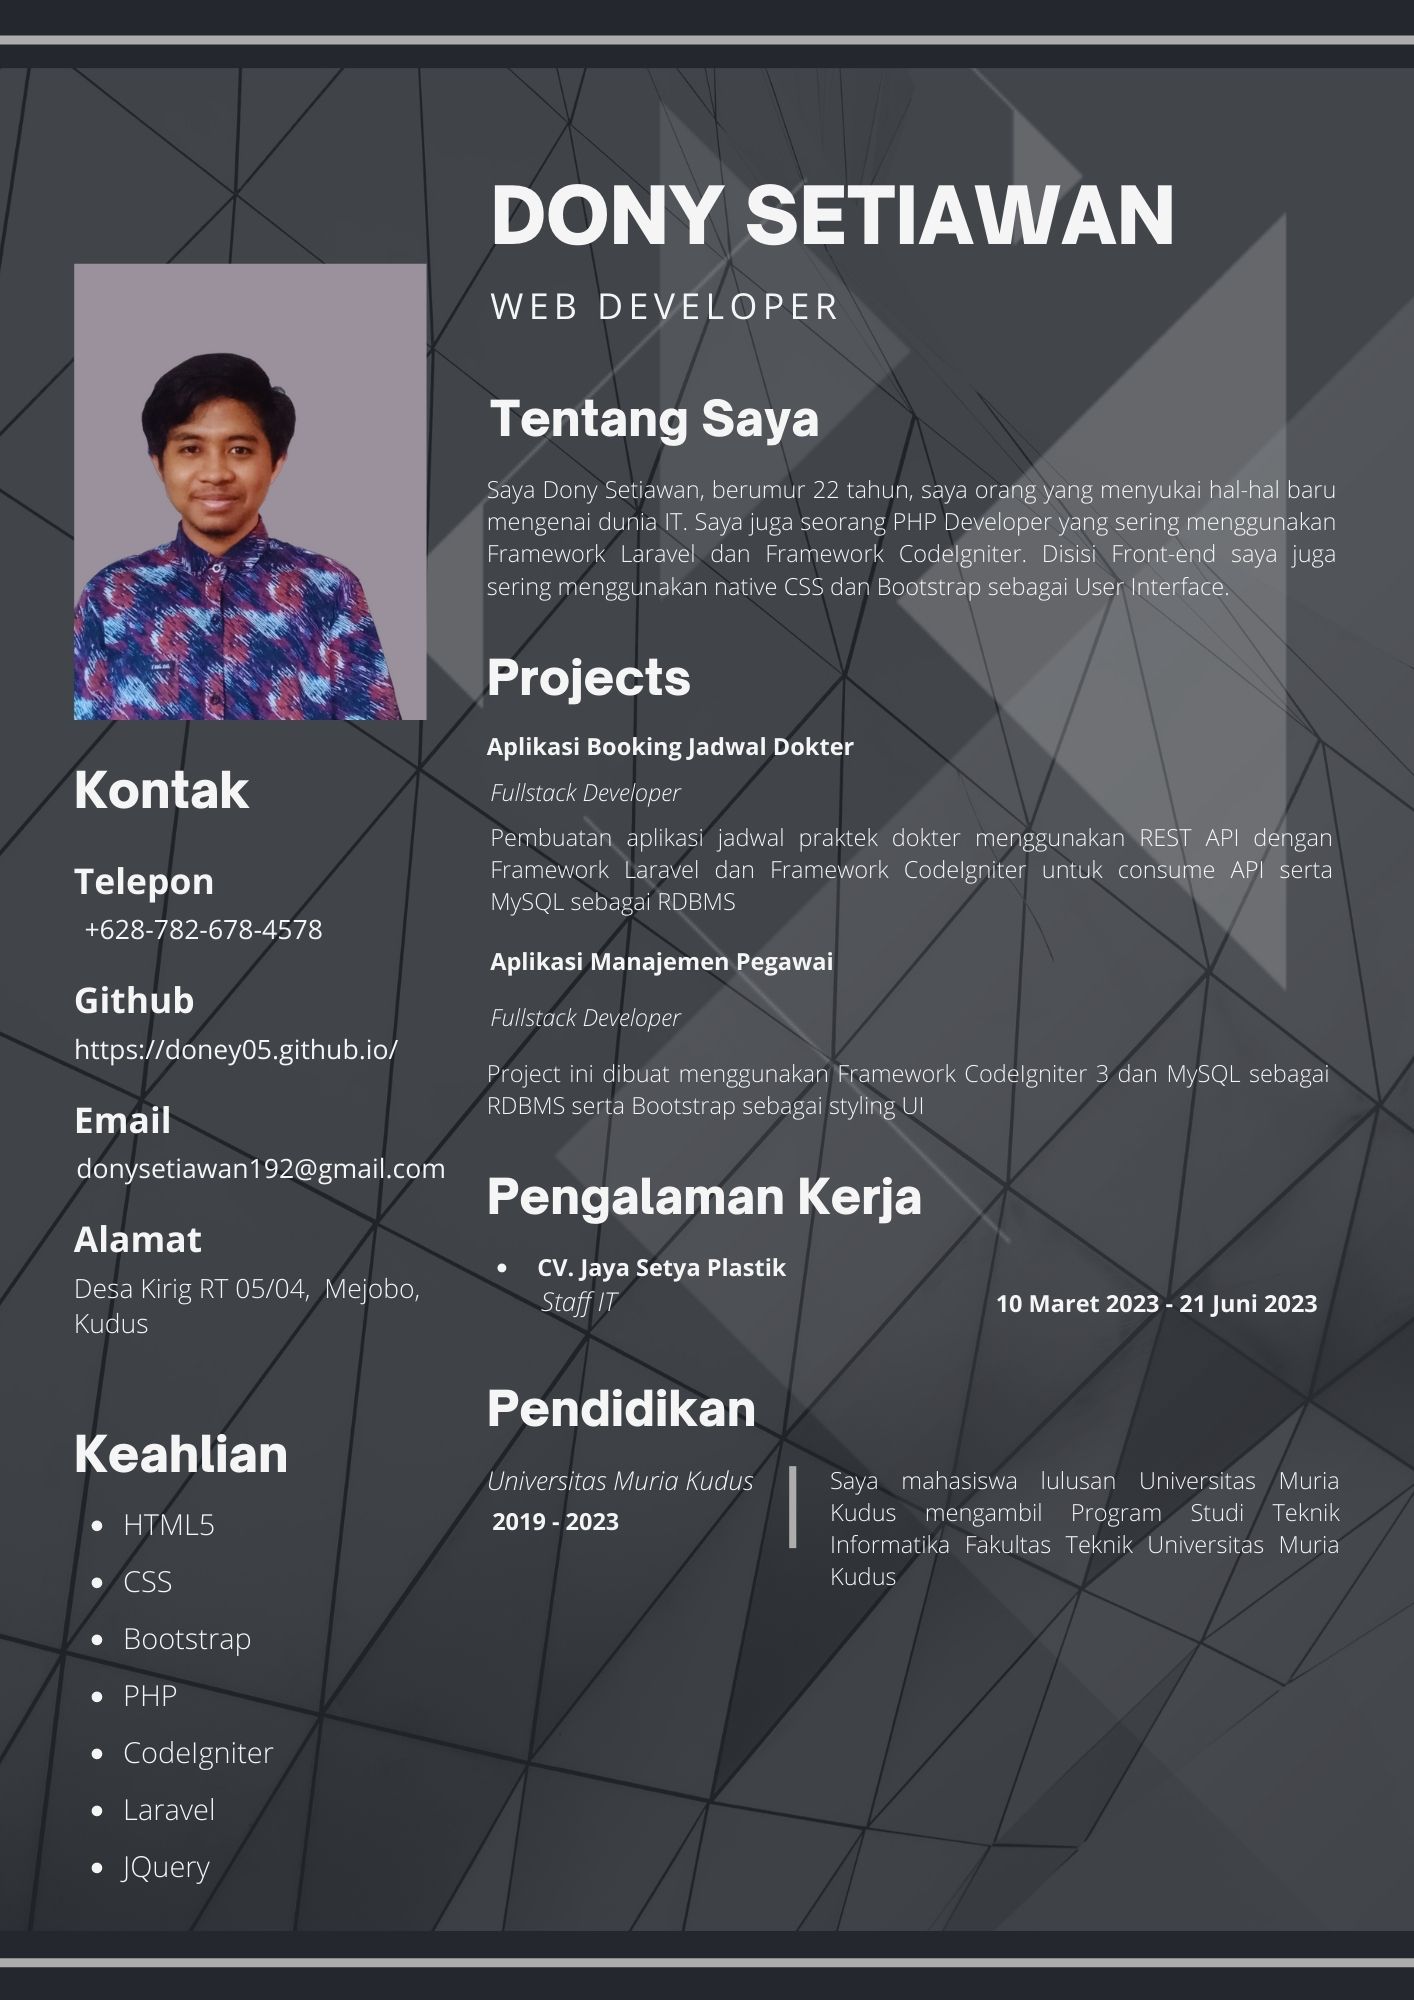 DONY SETIAWAN
WEB DEVELOPER
Tentang Saya
Saya Dony Setiawan, berumur 22 tahun, saya orang yang menyukai hal-hal baru
mengenai dunia IT. Saya juga seorang PHP Developer yang sering menggunakan
Framework Laravel dan Framework CodeIgniter. Disisi Front-end saya juga
sering menggunakan native CSS dan Bootstrap sebagai User Interface.
Projects
Aplikasi Booking Jadwal Dokter
Fullstack Developer
Pembuatan aplikasi jadwal praktek dokter menggunakan REST API dengan
Framework Laravel dan Framework CodeIgniter untuk consume API serta
MySQL sebagai RDBMS
Aplikasi Manajemen Pegawai
Fullstack Developer
Project ini dibuat menggunakan Framework CodeIgniter 3 dan MySQL sebagai
RDBMS serta Bootstrap sebagai styling UI
Pengalaman Kerja
• CV. Jaya Setya Plastik
Staff IT
10 Maret 2023 - 21 Juni 2023
Pendidikan
Universitas Muria Kudus
2019 - 2023
Saya mahasiswa lulusan Universitas Muria
Kudus mengambil Program Studi Teknik
Informatika Fakultas Teknik Universitas Muria
Kudus
Kontak
Telepon
+628-782-678-4578
Github
https://doney05.github.io/
Email
donysetiawan192@gmail.com
Alamat
Desa Kirig RT 05/04, Mejobo,
Kudus
Keahlian
• HTML5
• CSS
• Bootstrap
• PHP
• CodeIgniter
• Laravel
• JQuery